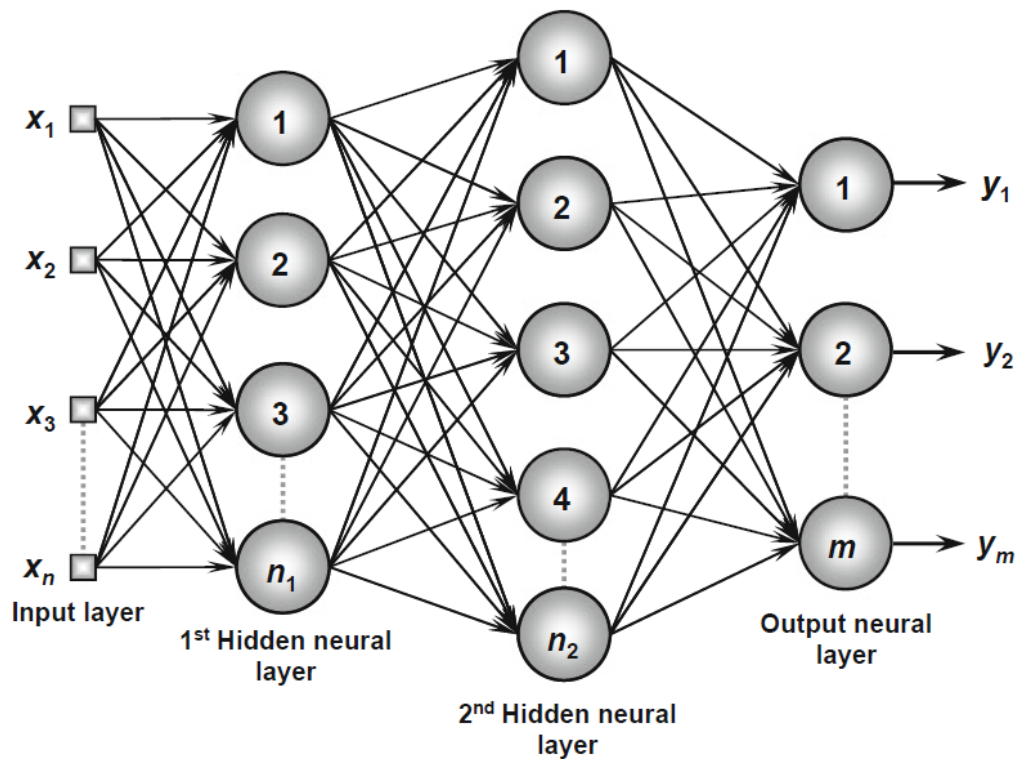 x1
x2
x3
xn
Input layer
1
2
3
n1
1st Hidden neural
layer
1
2
3
4
n2
2nd Hidden neural
layer
1
2
m
Output neural
layer
y1
y2
ym